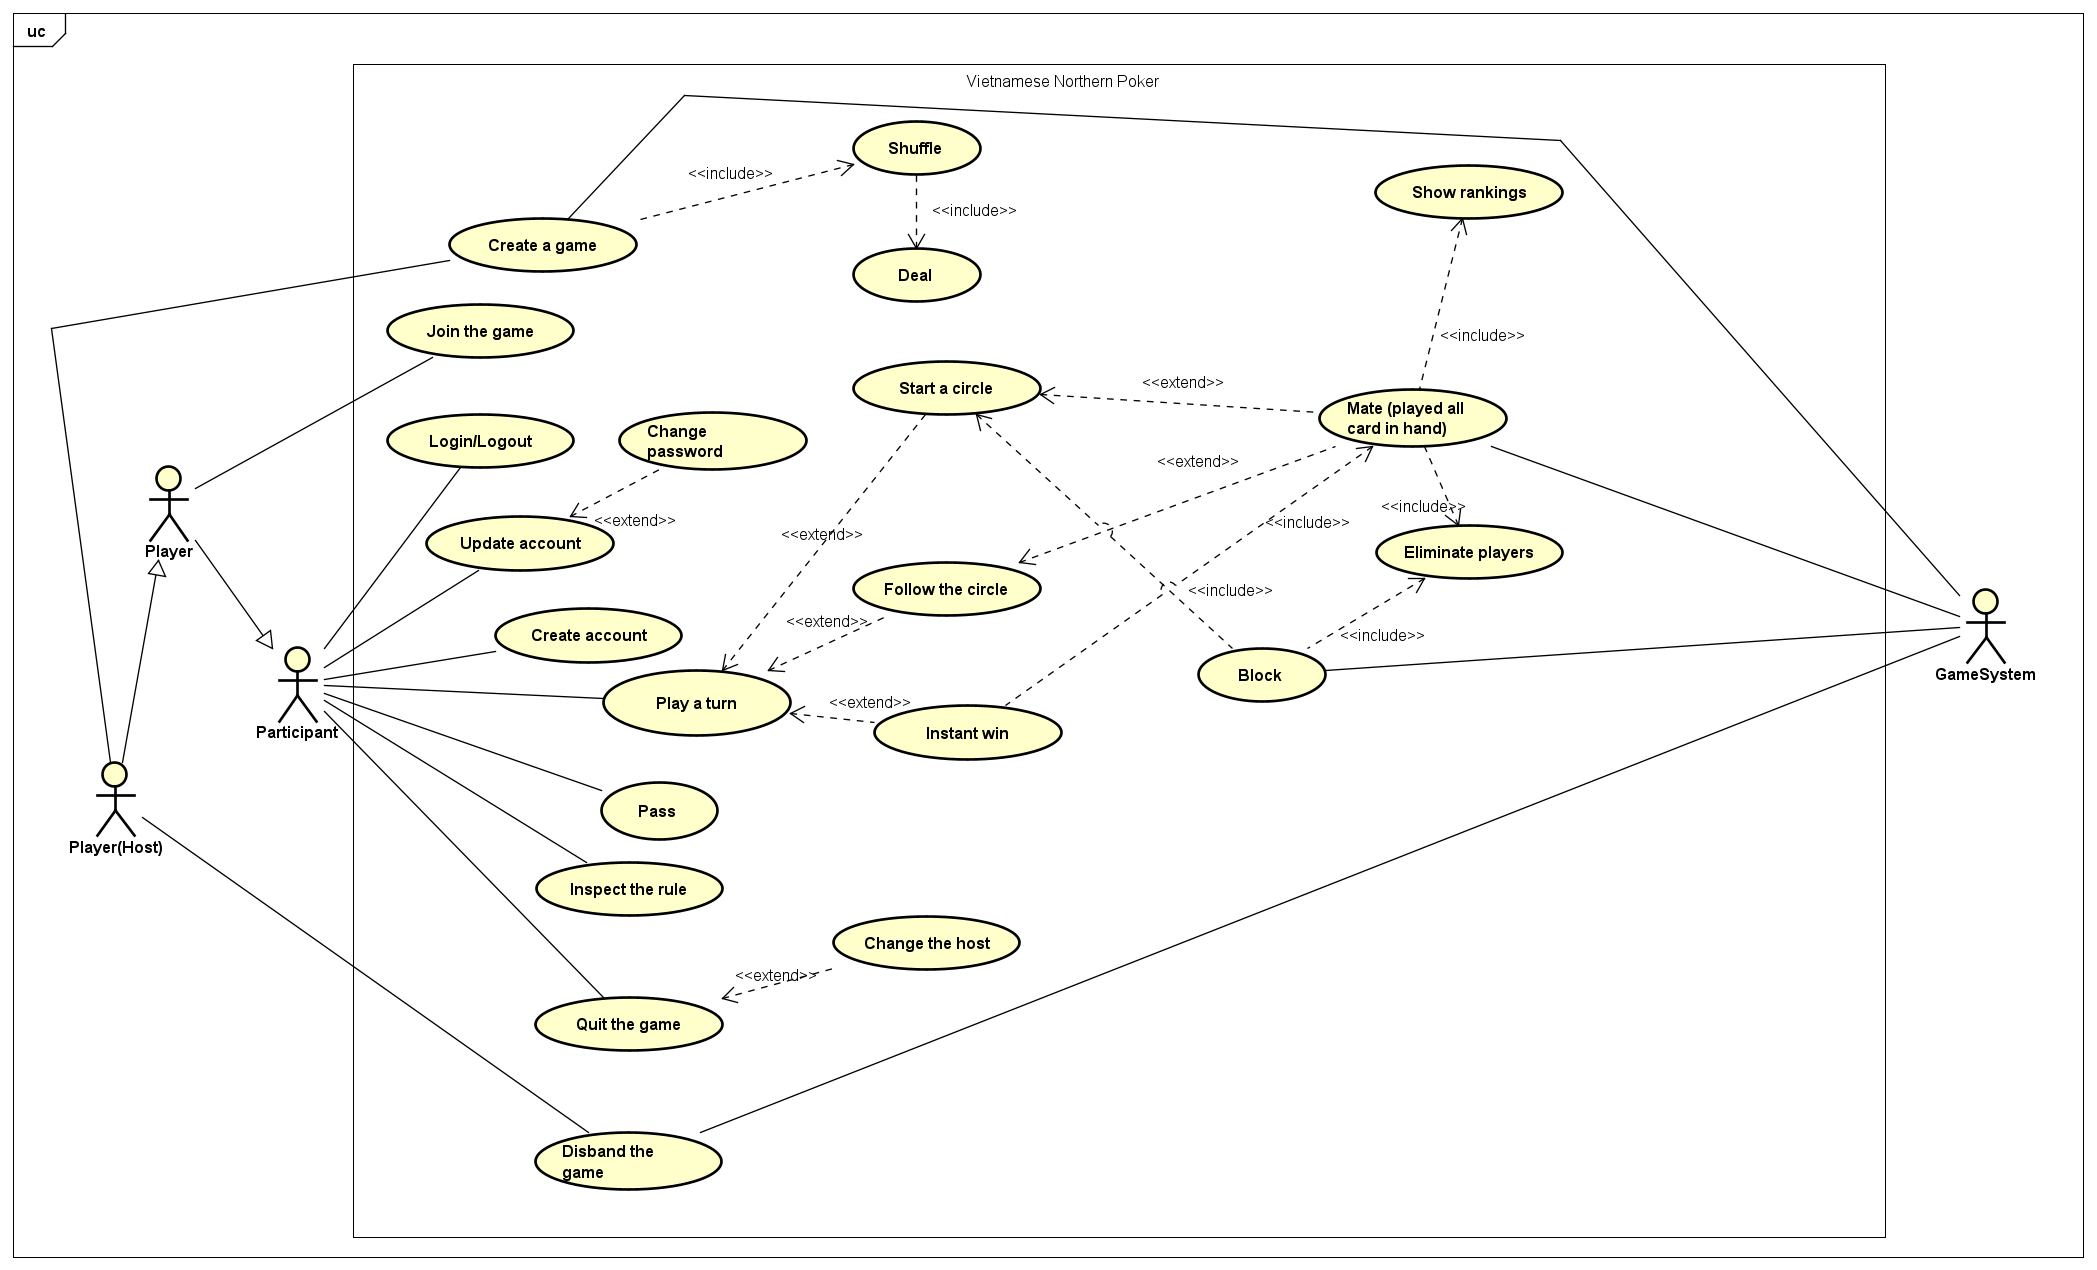 uc
Vietnamese Northern Poker
Shuffle
<<include>>
Show rankings
<<include>>
Create a game
Deal
Join the game
<<include>>
Start a circle
<<extend>>
Mate (played all
card in hand)
Login/Logout
Change
password
<<extend>>
<<include>>
<<extend>>
<<include>>
<<extend>>
Update account
Eliminate players
Player
Follow the circle
<<include>>
<<extend>>
Create account
<<include>>
Block
GameSystem
Play a turn
<<extend>>
Participant
Instant win
Pass
Player(Host)
Inspect the rule
Change the host
<<extend>>
Quit the game
Disband the
game